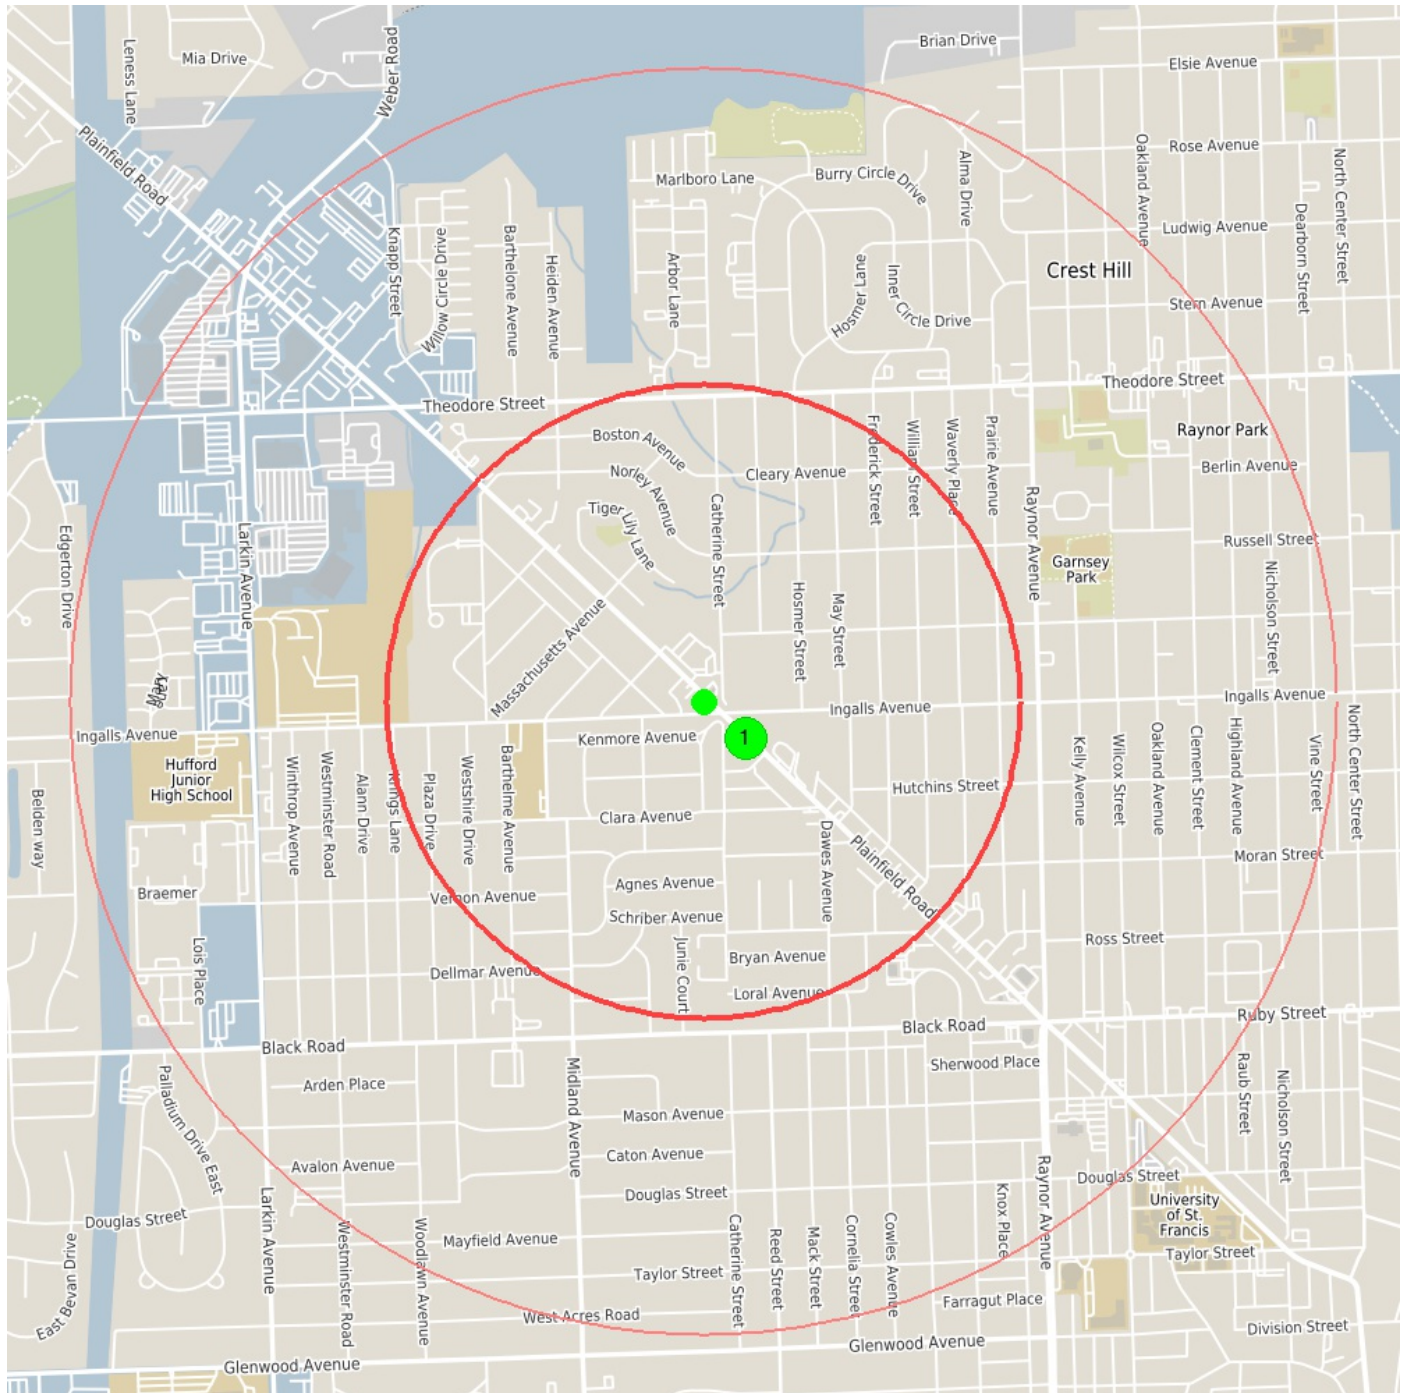 Brian Drive
Elsie Avenue
Leness Lane
Mia Drive
Weber Road
Plainfield Road
Rose Avenue
Oakland Avenue
North Center Street
Marlboro Lane
Burry Circle Drive
Alma Drive
Dearborn Street
Ludwig Avenue
Knapp Street
Willow Circle Drive
Barthelone Avenue
Heiden Avenue
Arbor Lane
Hosmer Lane
Inner Circle Drive
Crest Hill
Stern Avenue
Theodore Street
Theodore Street
Boston Avenue
Norley Avenue
Tiger Lily Lane
Cleary Avenue
Catherine Street
Frederick Street
William Street
Waverly Place
Prairie Avenue
Raynor Avenue
Raynor Park
Berlin Avenue
Russell Street
Garnsey
Park
Nicholson Street
Edgerton Drive
Larkin Avenue
Massachusetts Avenue
Hosmer Street
May Street
Ingalls Avenue
Ingalls Avenue
Ingalls Avenue
Kenmore Avenue
1
Hufford
Junior
High School
Winthrop Avenue
Westminster Road
Alann Drive
Krings Lane
Plaza Drive
Westshire Drive
Barthelme Avenue
Hutchins Street
Kelly Avenue
Wilcox Street
Oakland Avenue
Clement Street
Highland Avenue
Vine Street
North Center Street
Belden way
Clara Avenue
Dawes Avenue
Plainfield Road
Moran Street
Braemer
Vernon Avenue
Agnes Avenue
Schriber Avenue
Junie Court
Bryan Avenue
Ross Street
Lois Place
Dellmar Avenue
Loral Avenue
Black Road
Black Road
Ruby Street
Sherwood Place
Arden Place
Palladium Drive East
Midland Avenue
Mason Avenue
Raub Street
Nicholson Street
Caton Avenue
Avalon Avenue
Douglas Street
Douglas Street
Douglas Street
Knox Place
Raynor Avenue
University
of St.
Francis
Larkin Avenue
Westminster Road
Woodlawn Avenue
Mayfield Avenue
Catherine Street
Reed Street
Mack Street
Cornelia Street
Cowles Avenue
Taylor Street
Taylor Street
East Bevan Drive
West Acres Road
Farragut Place
Division Street
Glenwood Avenue
Glenwood Avenue